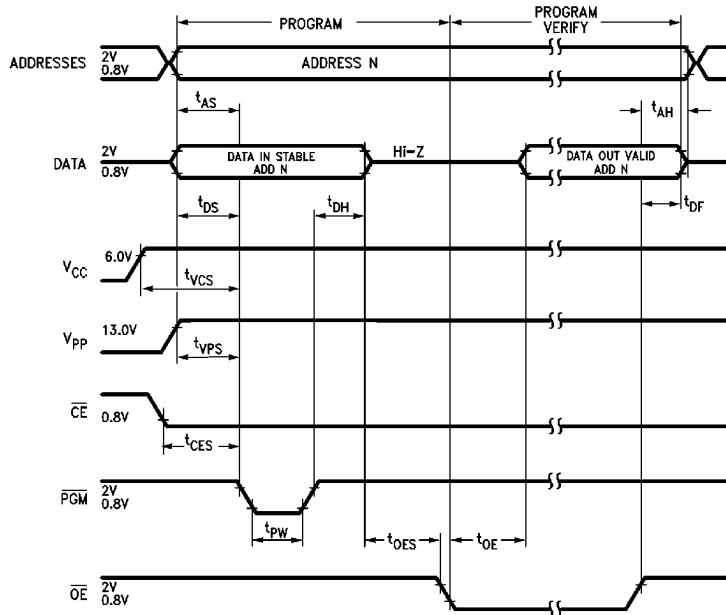 PROGRAM
PROGRAM
VERIFY
ADDRESSES
2V
0.8V
ADDRESS N
tAS
tAH
DATA
2V
0.8V
DATA IN STABLE
ADD N
Hi-Z
DATA OUT VALID
ADD N
tDS
tDH
tDF
VCC
6.0V
tVCS
VPP
13.0V
tVPS
CE
0.8V
tCES
PGM
2V
0.8V
tPW
tOES
tOE
OE
2V
0.8V